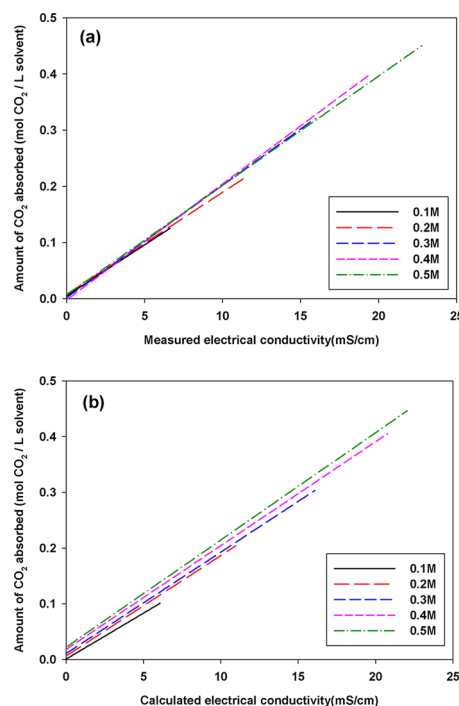 (a)
Amount of CO₂ absorbed (mol CO₂ / L solvent)
0.5
0.4
0.3
0.2
0.1
0.0
0.1M
0.2M
0.3M
0.4M
0.5M
0 5 10 15 20 25
Measured electrical conductivity(mS/cm)
(b)
Amount of CO₂ absorbed (mol CO₂ / L solvent)
0.5
0.4
0.3
0.2
0.1
0.0
0.1M
0.2M
0.3M
0.4M
0.5M
0 5 10 15 20 25
Calculated electrical conductivity(mS/cm)